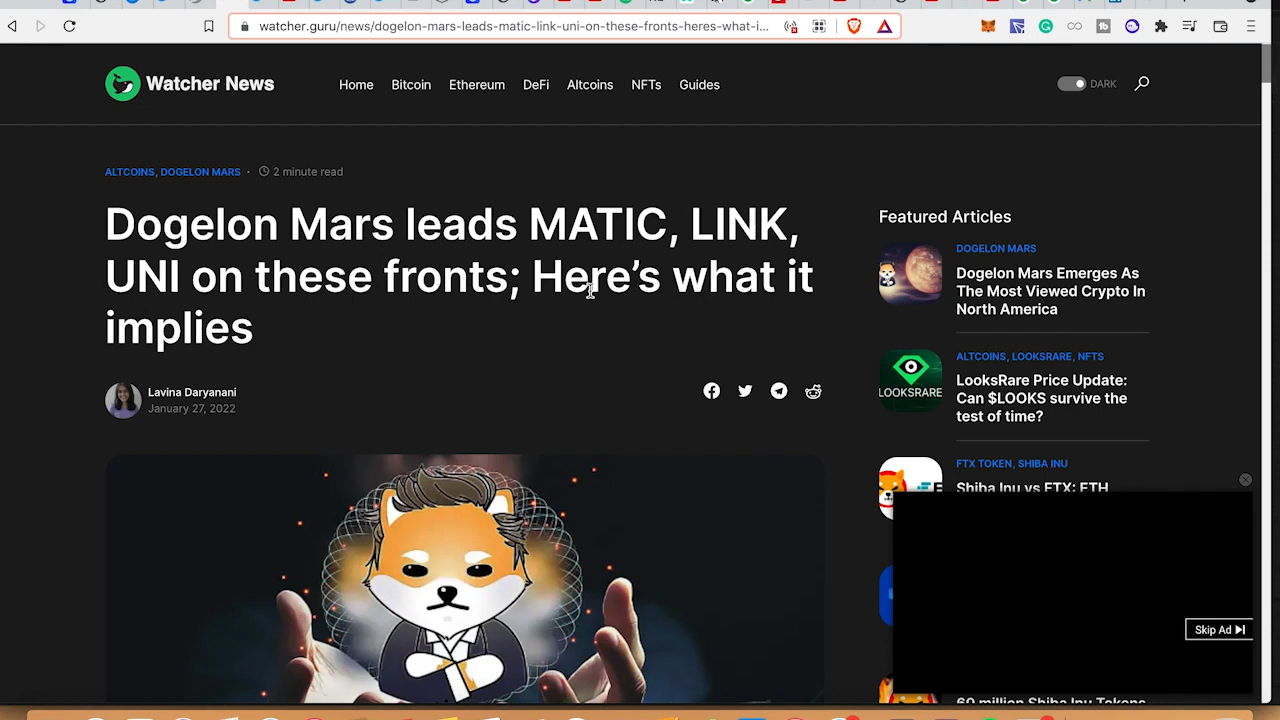 watcher.guru/news/dogelon-mars-leads-matic-link-uni-on-these-fronts-heres-what-i...
Watcher News
Home Bitcoin Ethereum DeFi Altcoins NFTs Guides
DARK
ALTCOINS, DOGELON MARS · 2 minute read
Dogelon Mars leads MATIC, LINK,
UNI on these fronts; Here's what it
implies
Lavina Daryanani
January 27, 2022
Featured Articles
DOGELON MARS
Dogelon Mars Emerges As
The Most Viewed Crypto In
North America
ALTCOINS, LOOKSRARE, NFTS
LooksRare Price Update:
Can $LOOKS survive the
test of time?
LOOKSRARE
FTX TOKEN, SHIBA INU
Shiba Inu vs FTX: ETH
Skip Ad
60 million Shiba Inu Tokens